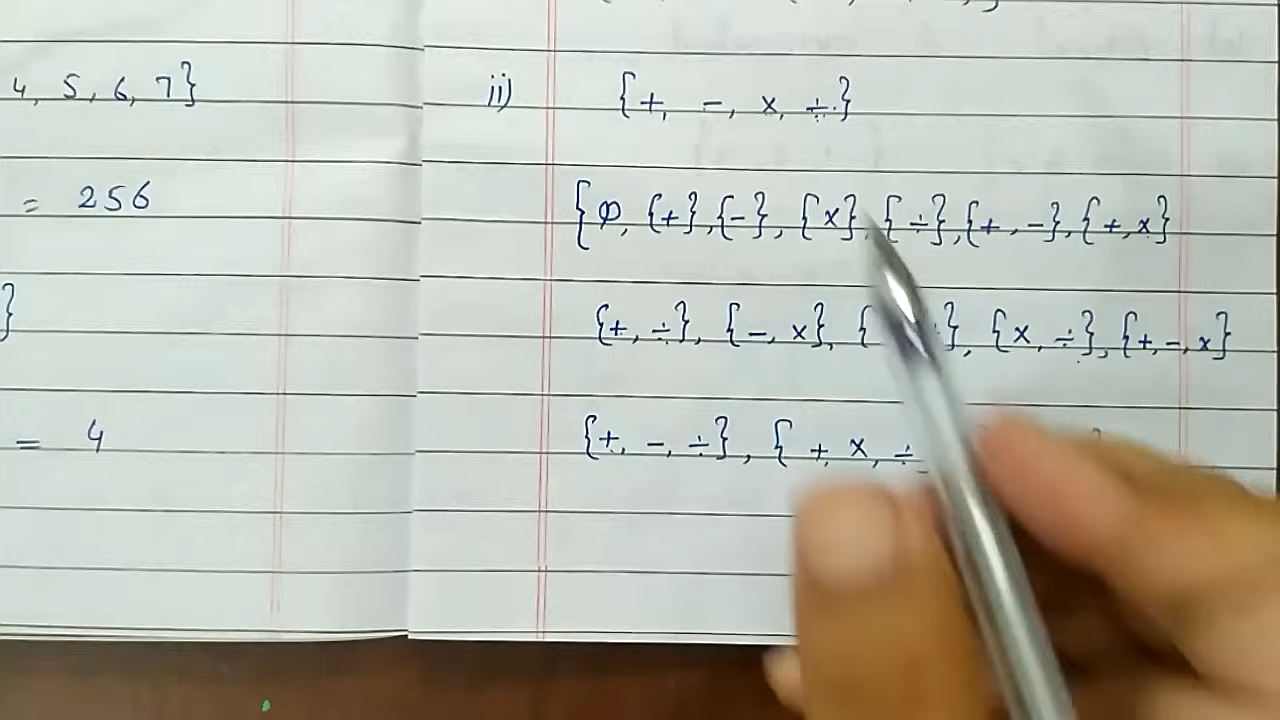 4, 5, 6, 7}
= 256
}
= 4
ii) {+, -, x, ÷}
{φ, {+}, {-}, {x}, {÷}, {+, -}, {+, x}
{+, ÷}, {-, x}, { }, {x, ÷}, {+, -, x}
{+, -, ÷}, {+, x, ÷